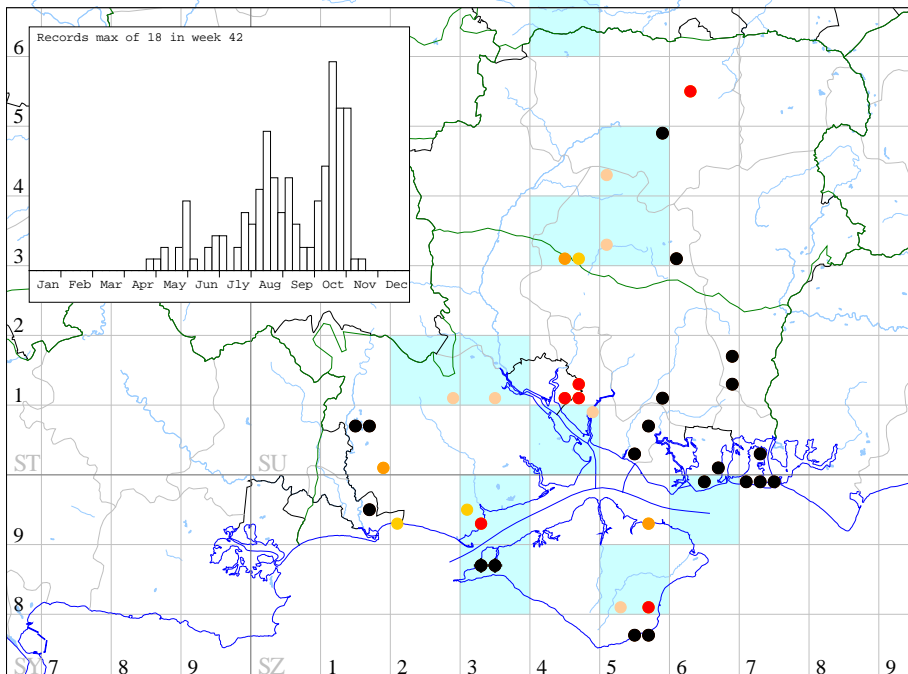 Records max of 18 in week 42
Jan Feb Mar Apr May Jun Jly Aug Sep Oct Nov Dec
6
5
4
3
2
1
ST SU
9
8
SY 7 8 9 SZ 1 2 3 4 5 6 7 8 9